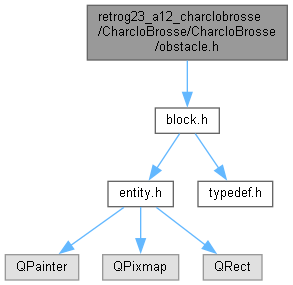 retrog23_a12_charclobrosse
/CharcloBrosse/CharcloBrosse
/obstacle.h
block.h
entity.h
typedef.h
QPainter
QPixmap
QRect